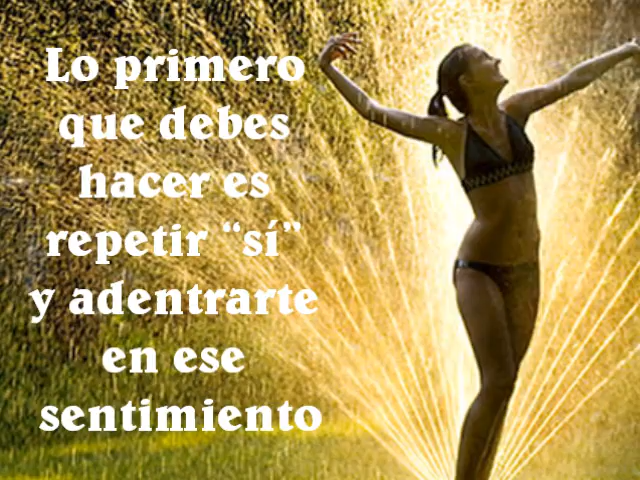 Lo primero
que debes
hacer es
repetir “sí”
y adentrarte
en ese
sentimiento